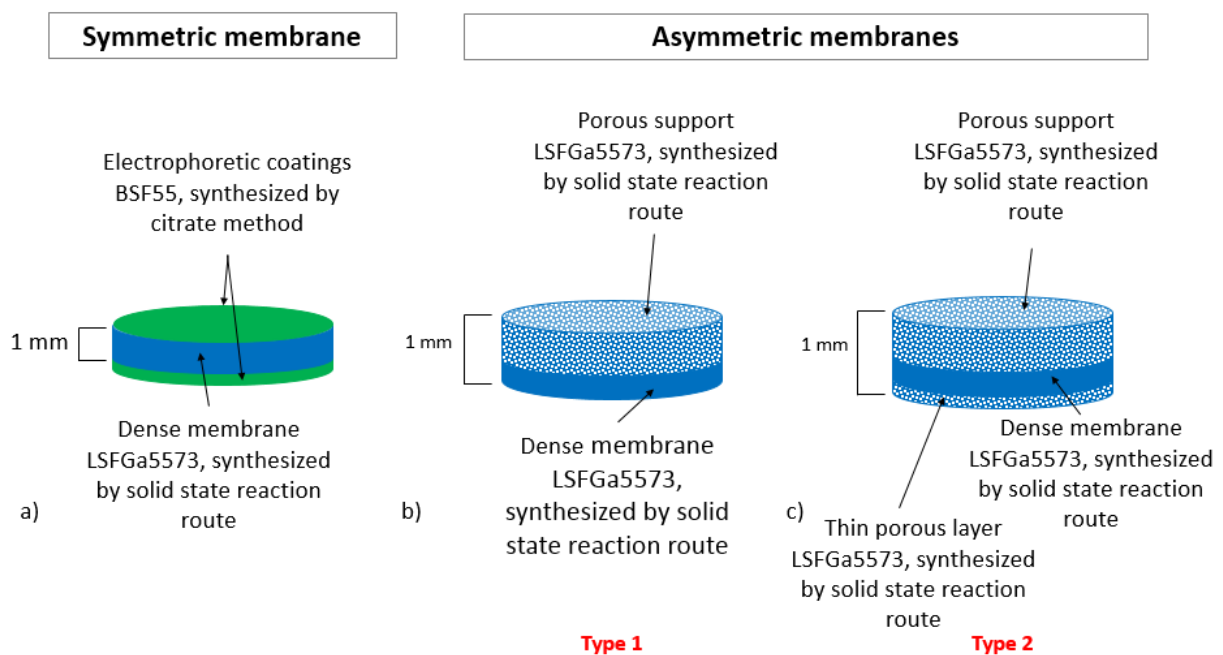 Symmetric membrane
Asymmetric membranes
Electrophoretic coatings
BSF55, synthesized by
citrate method
1 mm
Dense membrane
LSFGa5573, synthesized
by solid state reaction
route
a)
Porous support
LSFGa5573, synthesized
by solid state reaction
route
1 mm
Dense membrane
LSFGa5573,
synthesized by solid
state reaction route
b)
Type 1
Porous support
LSFGa5573, synthesized
by solid state reaction
route
1 mm
Dense membrane
LSFGa5573, synthesized
by solid state reaction
route
c)
Thin porous layer
LSFGa5573, synthesized
by solid state reaction
route
Type 2